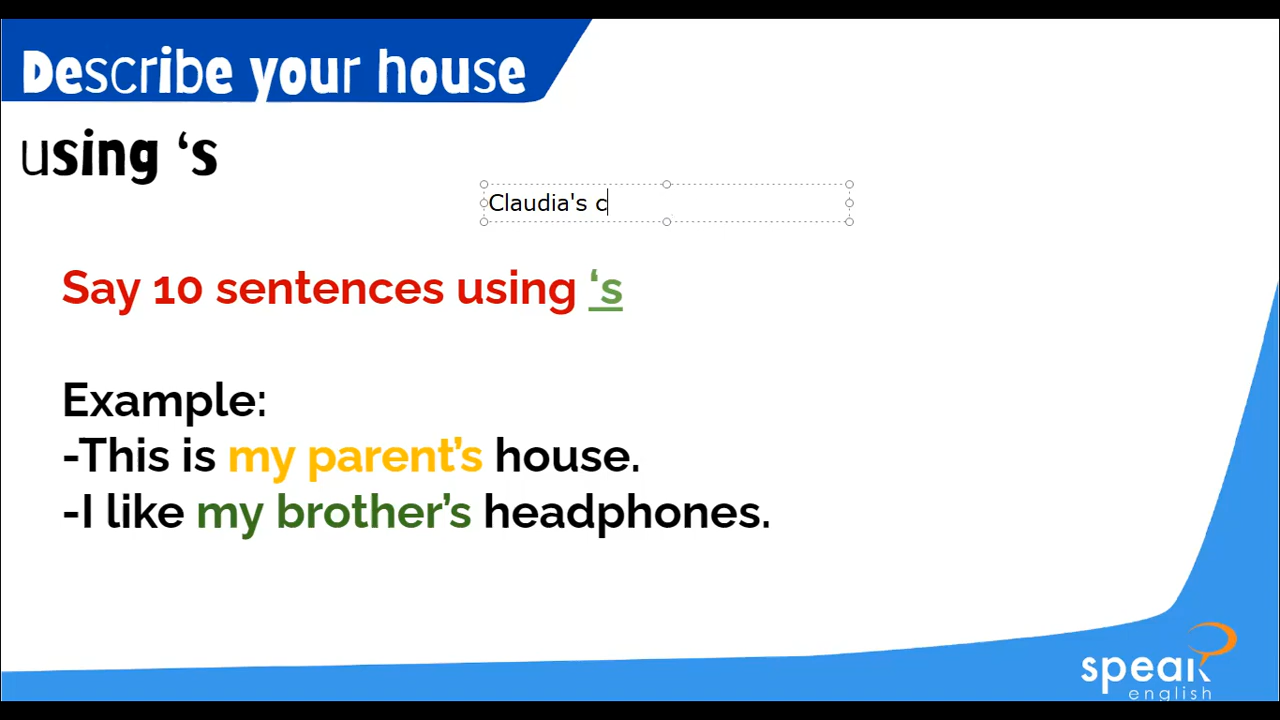 Describe your house
using ‘s
Claudia's c
Say 10 sentences using ‘s
Example:
-This is my parent’s house.
-I like my brother’s headphones.
speak
english